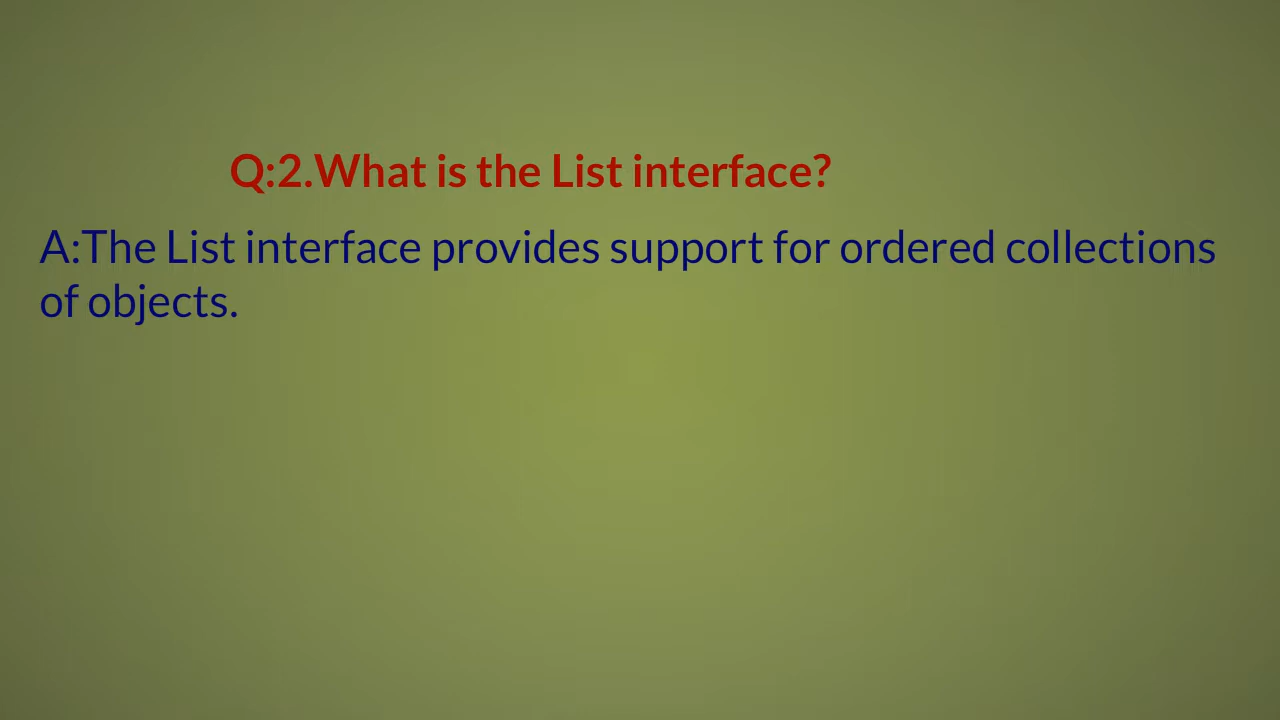 Q:2.What is the List interface?
A:The List interface provides support for ordered collections
of objects.